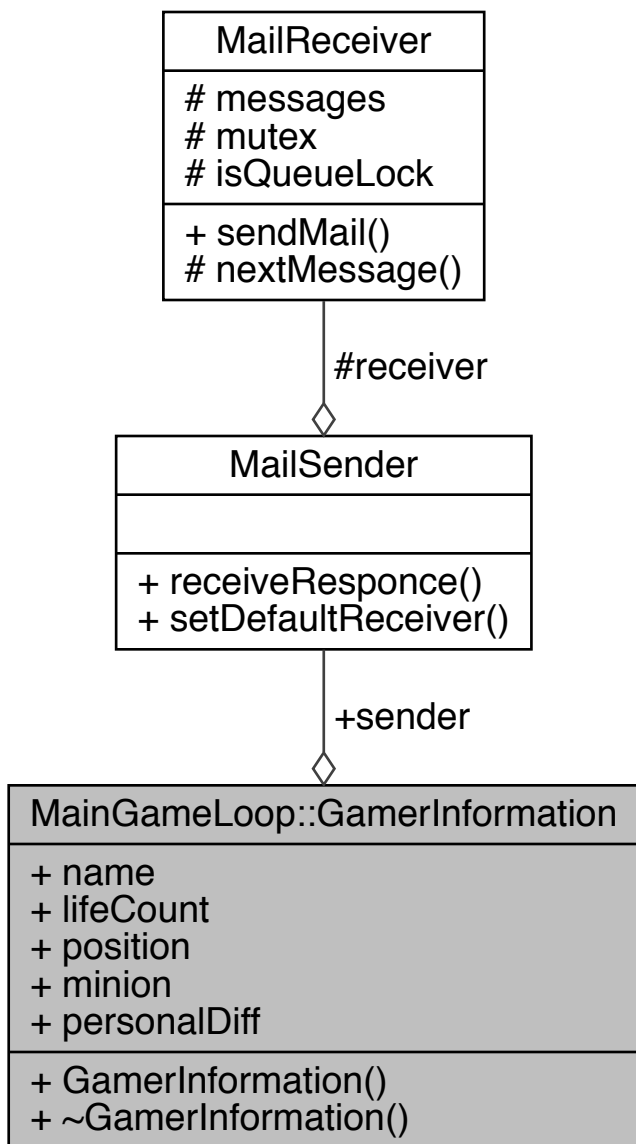 MailReceiver
# messages
# mutex
# isQueueLock
+ sendMail()
# nextMessage()
#receiver
MailSender
+ receiveResponce()
+ setDefaultReceiver()
+sender
MainGameLoop::GamerInformation
+ name
+ lifeCount
+ position
+ minion
+ personalDiff
+ GamerInformation()
+ ~GamerInformation()